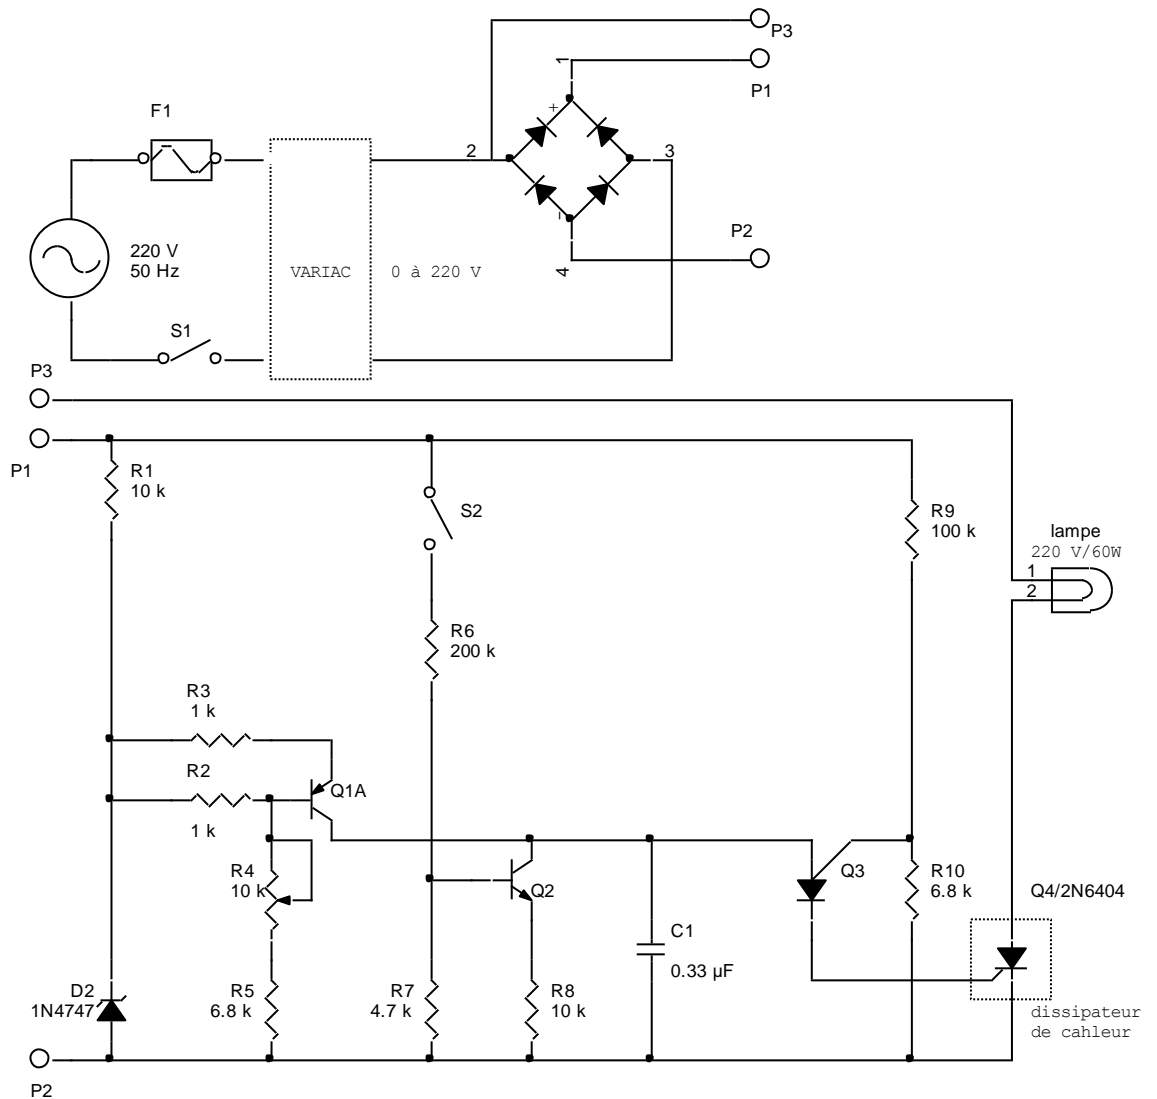 P3
1
P1
F1
+
2
3
220 V
50 Hz
VARIAC
0 à 220 V
P2
–
4
S1
P3
P1
R1
10 k
S2
R9
100 k
lampe
220 V/60W
1
2
R6
200 k
R3
1 k
R2
1 k
Q1A
R4
10 k
Q2
Q3
R10
6.8 k
Q4/2N6404
C1
0.33 µF
D2
1N4747
R5
6.8 k
R7
4.7 k
R8
10 k
dissipateur
de cahleur
P2